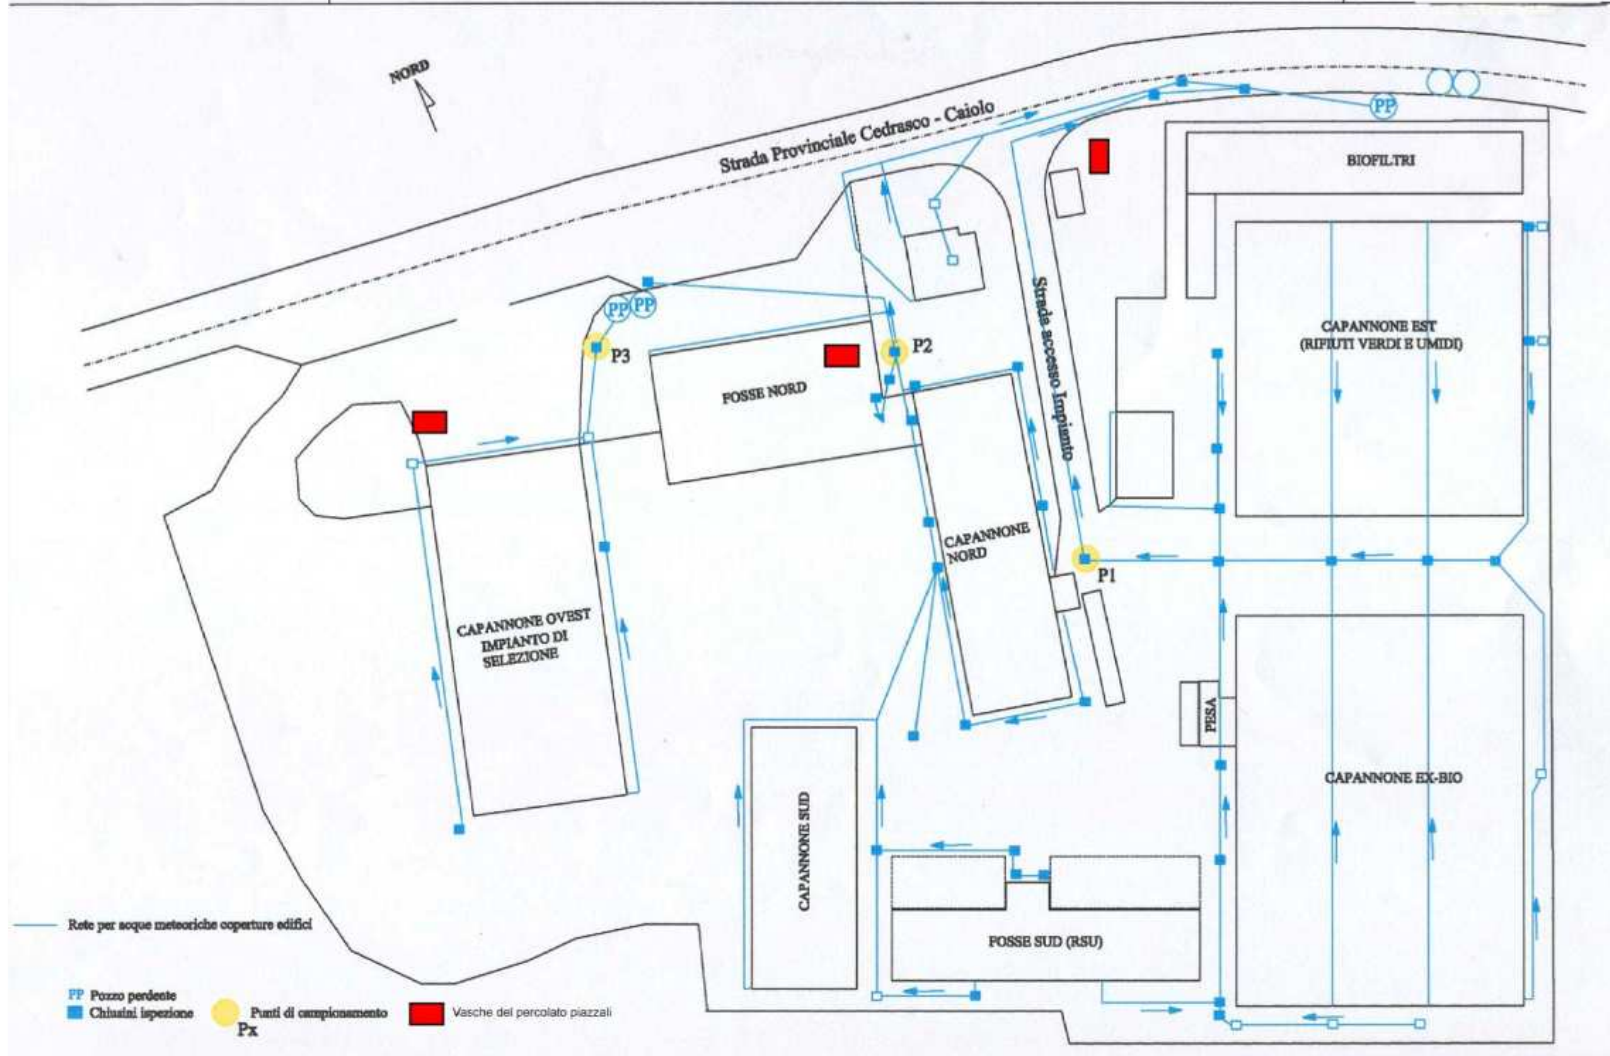 NORD
Strada Provinciale Cedrasco - Caiolo
PP
BIOFILTRI
Strada accesso Impianto
CAPANNONE EST
(RIFIUTI VERDI E UMIDI)
PP PP
P3
P2
FOSSE NORD
CAPANNONE
NORD
P1
CAPANNONE OVEST
IMPIANTO DI
SELEZIONE
PESA
CAPANNONE EX-BIO
CAPANNONE SUD
FOSSE SUD (RSU)
Rete per acque meteoriche coperture edifici
PP Pozzo perdente
Chiusini ispezione
Punti di campionamento
Px
Vasche del percolato piazzali